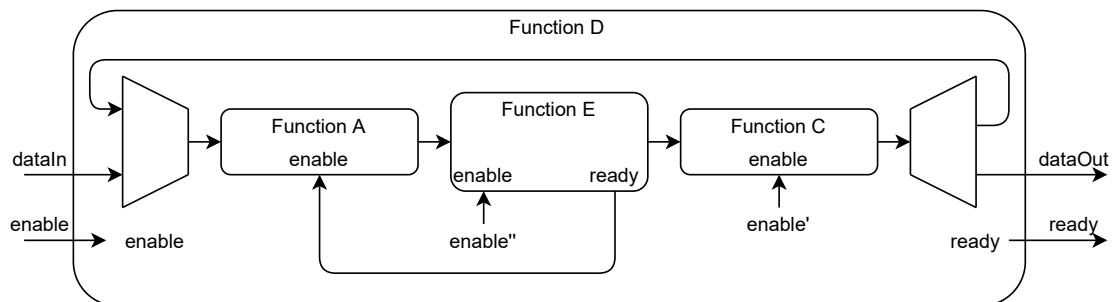 Function D
Function E
Function A
Function C
enable
enable
dataIn
dataOut
enable
ready
enable
ready
enable
enable''
enable'
ready